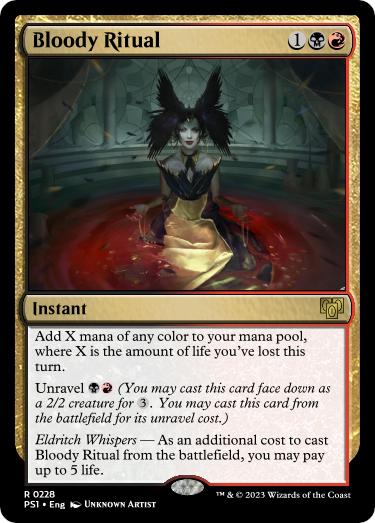 Bloody Ritual 1
Instant
Add X mana of any color to your mana pool,
where X is the amount of life you've lost this
turn.
Unravel (You may cast this card face down as
a 2/2 creature for 3. You may cast this card from
the battlefield for its unravel cost.)
Eldritch Whispers — As an additional cost to cast
Bloody Ritual from the battlefield, you may pay
up to 5 life.
R 0228
PS1 • Eng Unknown Artist
™ & © 2023 Wizards of the Coast